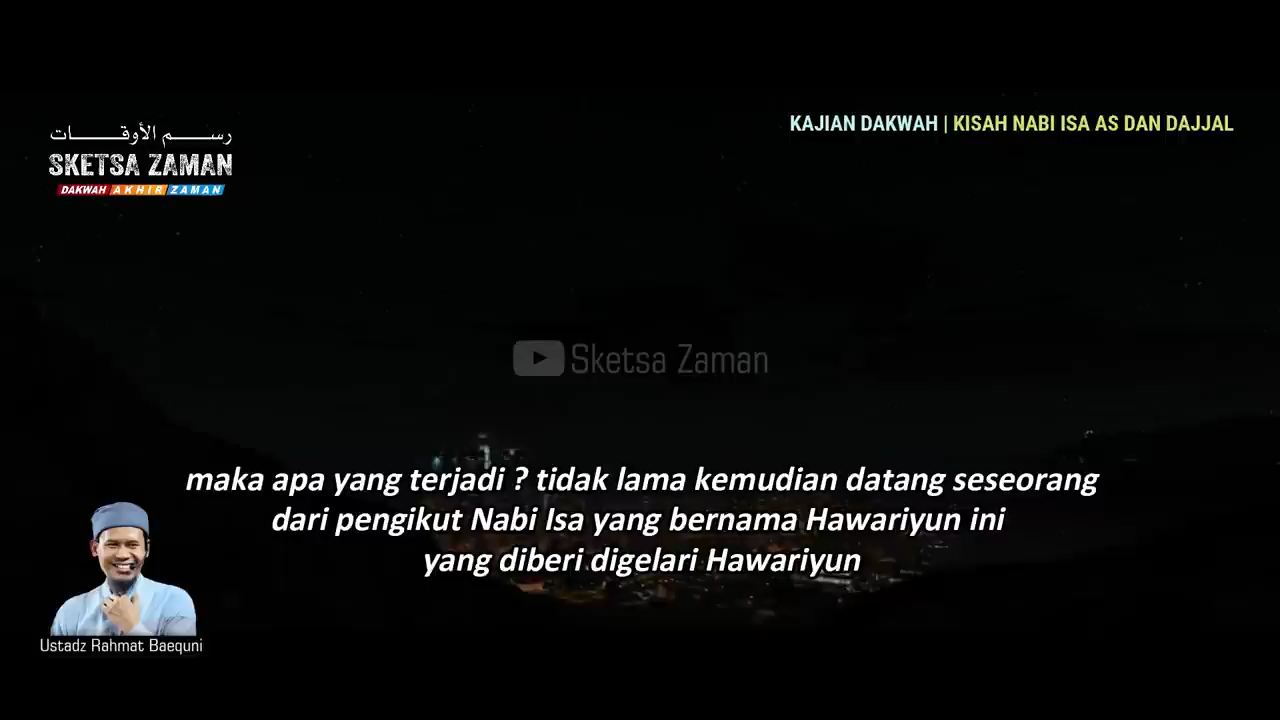 رسم الأوقات
SKETSA ZAMAN
DAKWAH AKHIR ZAMAN
KAJIAN DAKWAH | KISAH NABI ISA AS DAN DAJJAL
Sketsa Zaman
maka apa yang terjadi ? tidak lama kemudian datang seseorang
dari pengikut Nabi Isa yang bernama Hawariyun ini
yang diberi digelari Hawariyun
Ustadz Rahmat Baequni